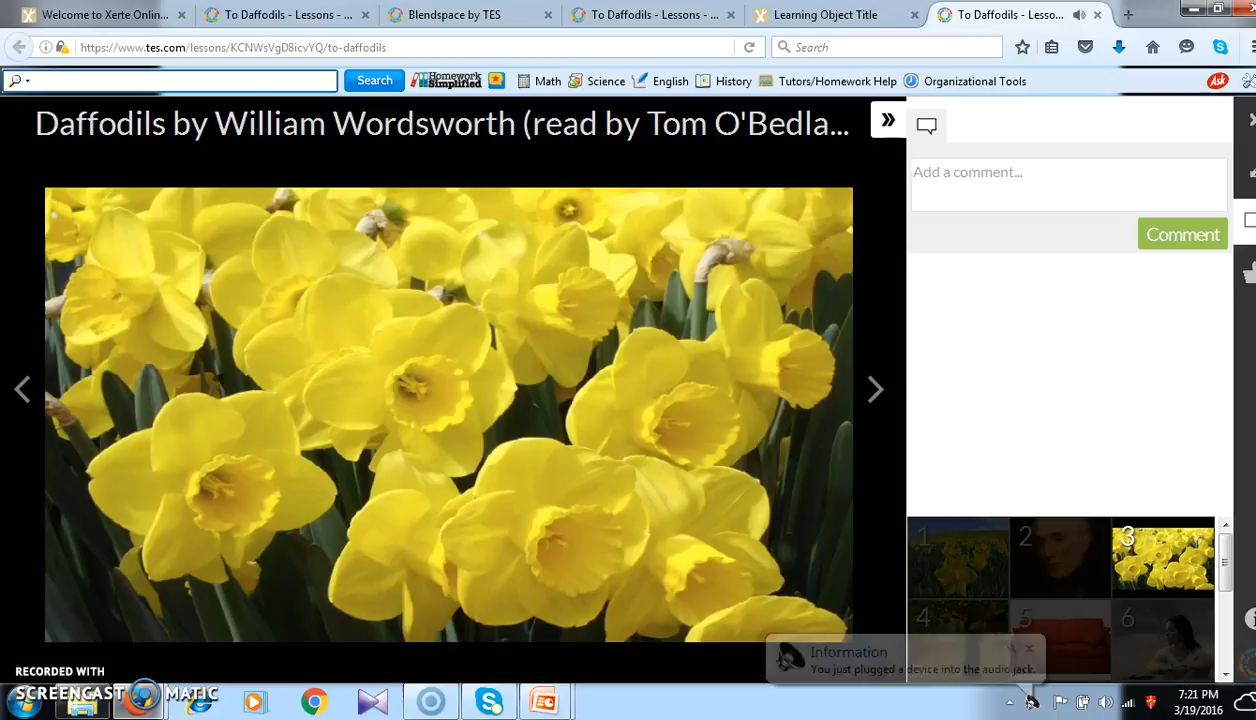 Welcome to Xerte Onlin...
To Daffodils - Lessons - ...
Blendspace by TES
To Daffodils - Lessons - ...
Learning Object Title
To Daffodils - Lesso...
https://www.tes.com/lessons/KCNWsVgD8icvYQ/to-daffodils
Search
Search
Homework Simplified
Math
Science
English
History
Tutors/Homework Help
Organizational Tools
Ask
Daffodils by William Wordsworth (read by Tom O'Bedla...
Add a comment...
Comment
1
2
3
4
5
6
Information
You just plugged a device into the audio jack.
RECORDED WITH
SCREENCAST MATIC
7:21 PM
3/19/2016